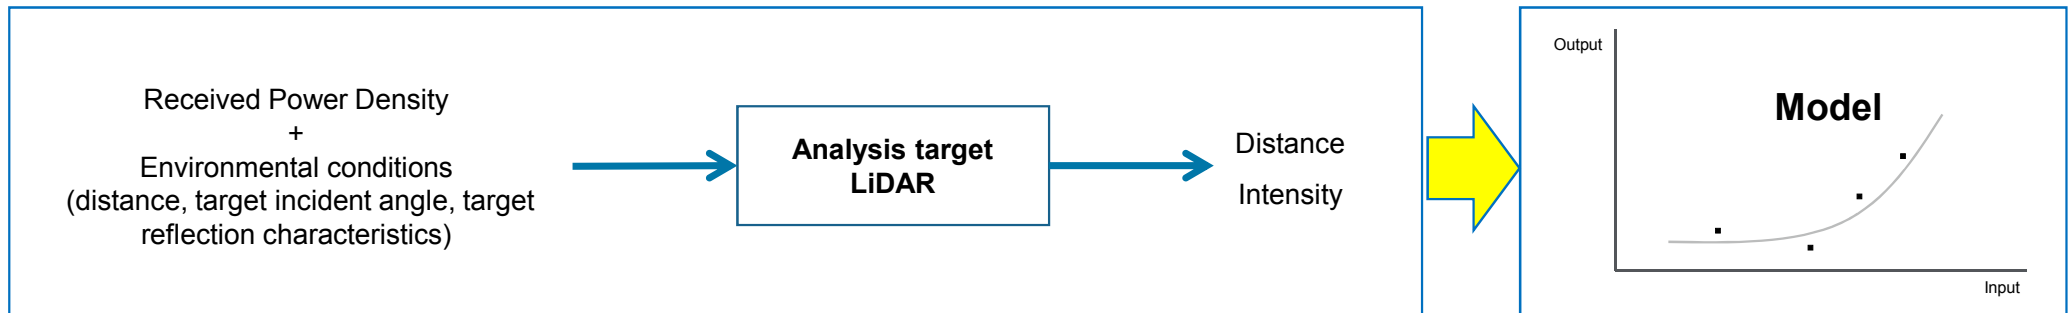 Received Power Density
+
Environmental conditions
(distance, target incident angle, target
reflection characteristics)
Analysis target
LiDAR
Distance
Intensity
Output
Model
Input